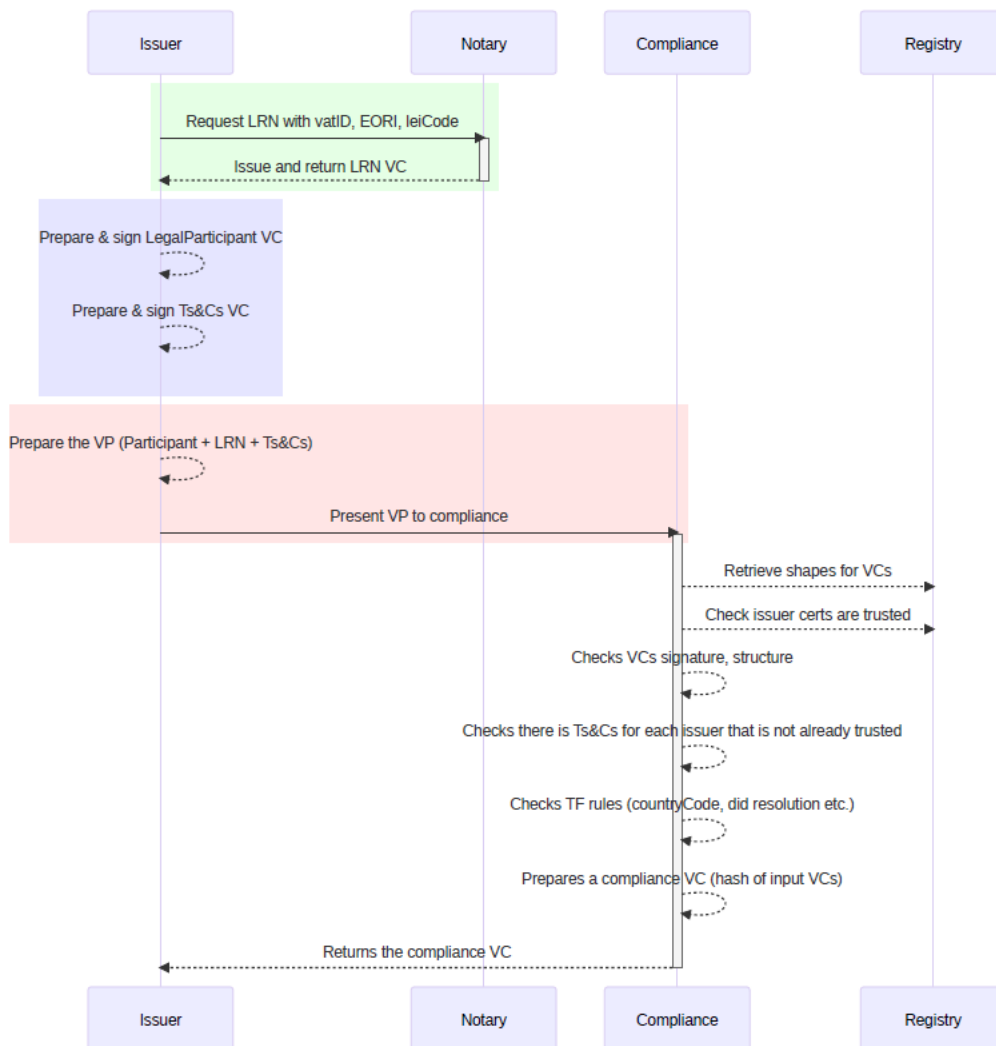 Issuer
Notary
Compliance
Registry
Request LRN with vatID, EORI, leiCode
Issue and return LRN VC
Prepare & sign LegalParticipant VC
Prepare & sign Ts&Cs VC
Prepare the VP (Participant + LRN + Ts&Cs)
Present VP to compliance
Retrieve shapes for VCs
Check issuer certs are trusted
Checks VCs signature, structure
Checks there is Ts&Cs for each issuer that is not already trusted
Checks TF rules (countryCode, did resolution etc.)
Prepares a compliance VC (hash of input VCs)
Returns the compliance VC
Issuer
Notary
Compliance
Registry